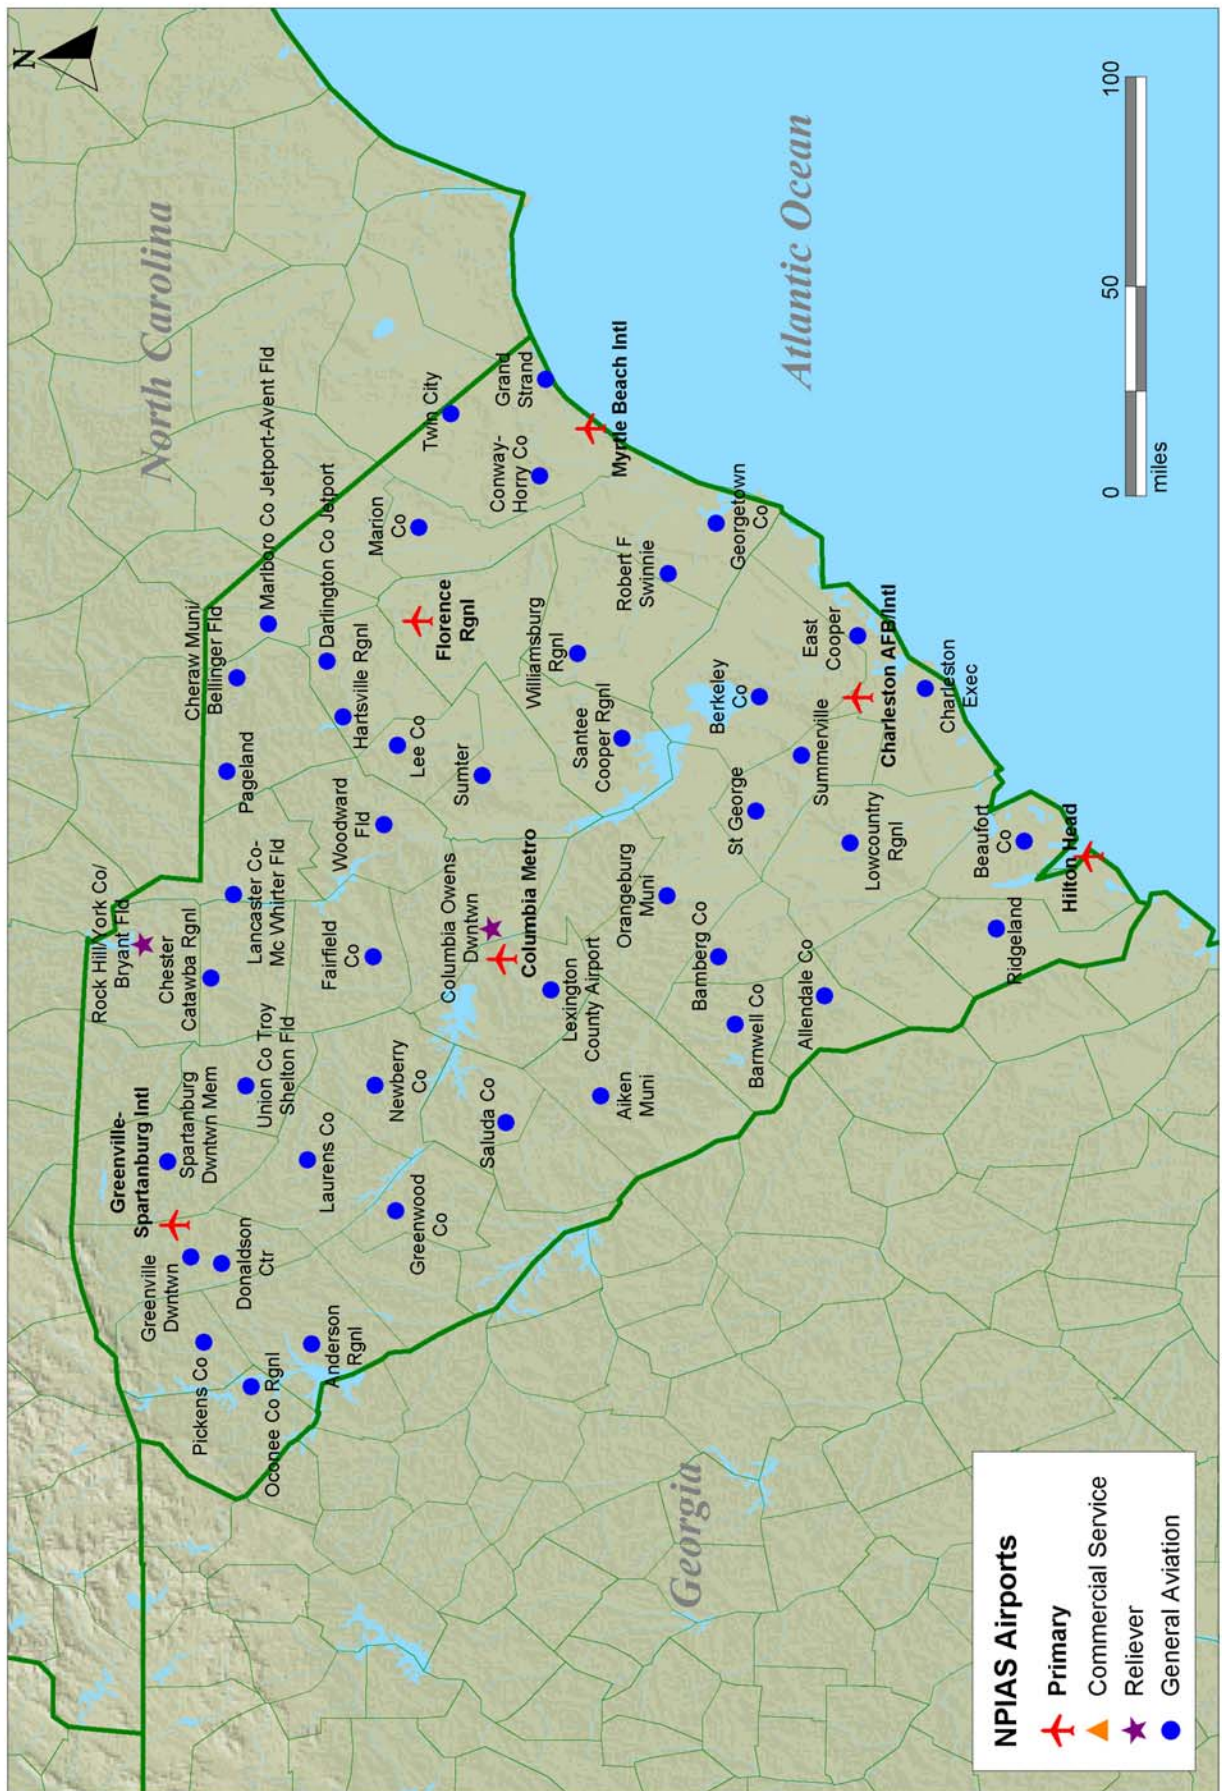 N
North Carolina
Atlantic Ocean
Georgia
Rock Hill/York Co/
Bryant Fld
Greenville-
Spartanburg Intl
Spartanburg
Dwntwn Mem
Greenville
Dwntwn
Donaldson
Ctr
Pickens Co
Oconee Co Rgnl
Anderson
Rgnl
Chester
Catawba Rgnl
Union Co Troy
Shelton Fld
Laurens Co
Greenwood
Co
Newberry
Co
Saluda Co
Aiken
Muni
Lancaster Co-
Mc Whirter Fld
Fairfield
Co
Columbia Owens
Dwntwn
Columbia Metro
Lexington
County Airport
Woodward
Fld
Pageland
Cheraw Muni/
Bellinger Fld
Marlboro Co Jetport-Avent Fld
Darlington Co Jetport
Hartsville Rgnl
Lee Co
Sumter
Florence
Rgnl
Marion
Co
Twin City
Grand
Strand
Conway-
Horry Co
Myrtle Beach Intl
Georgetown
Co
Robert F
Swinnie
Williamsburg
Rgnl
Santee
Cooper Rgnl
Berkeley
Co
East
Cooper
Charleston AFB/Intl
Charleston
Exec
Summerville
St George
Lowcountry
Rgnl
Orangeburg
Muni
Bamberg Co
Barnwell Co
Allendale Co
Beaufort
Co
Hilton Head
Ridgeland
0 50 100
miles
NPIAS Airports
Primary
Commercial Service
Reliever
General Aviation